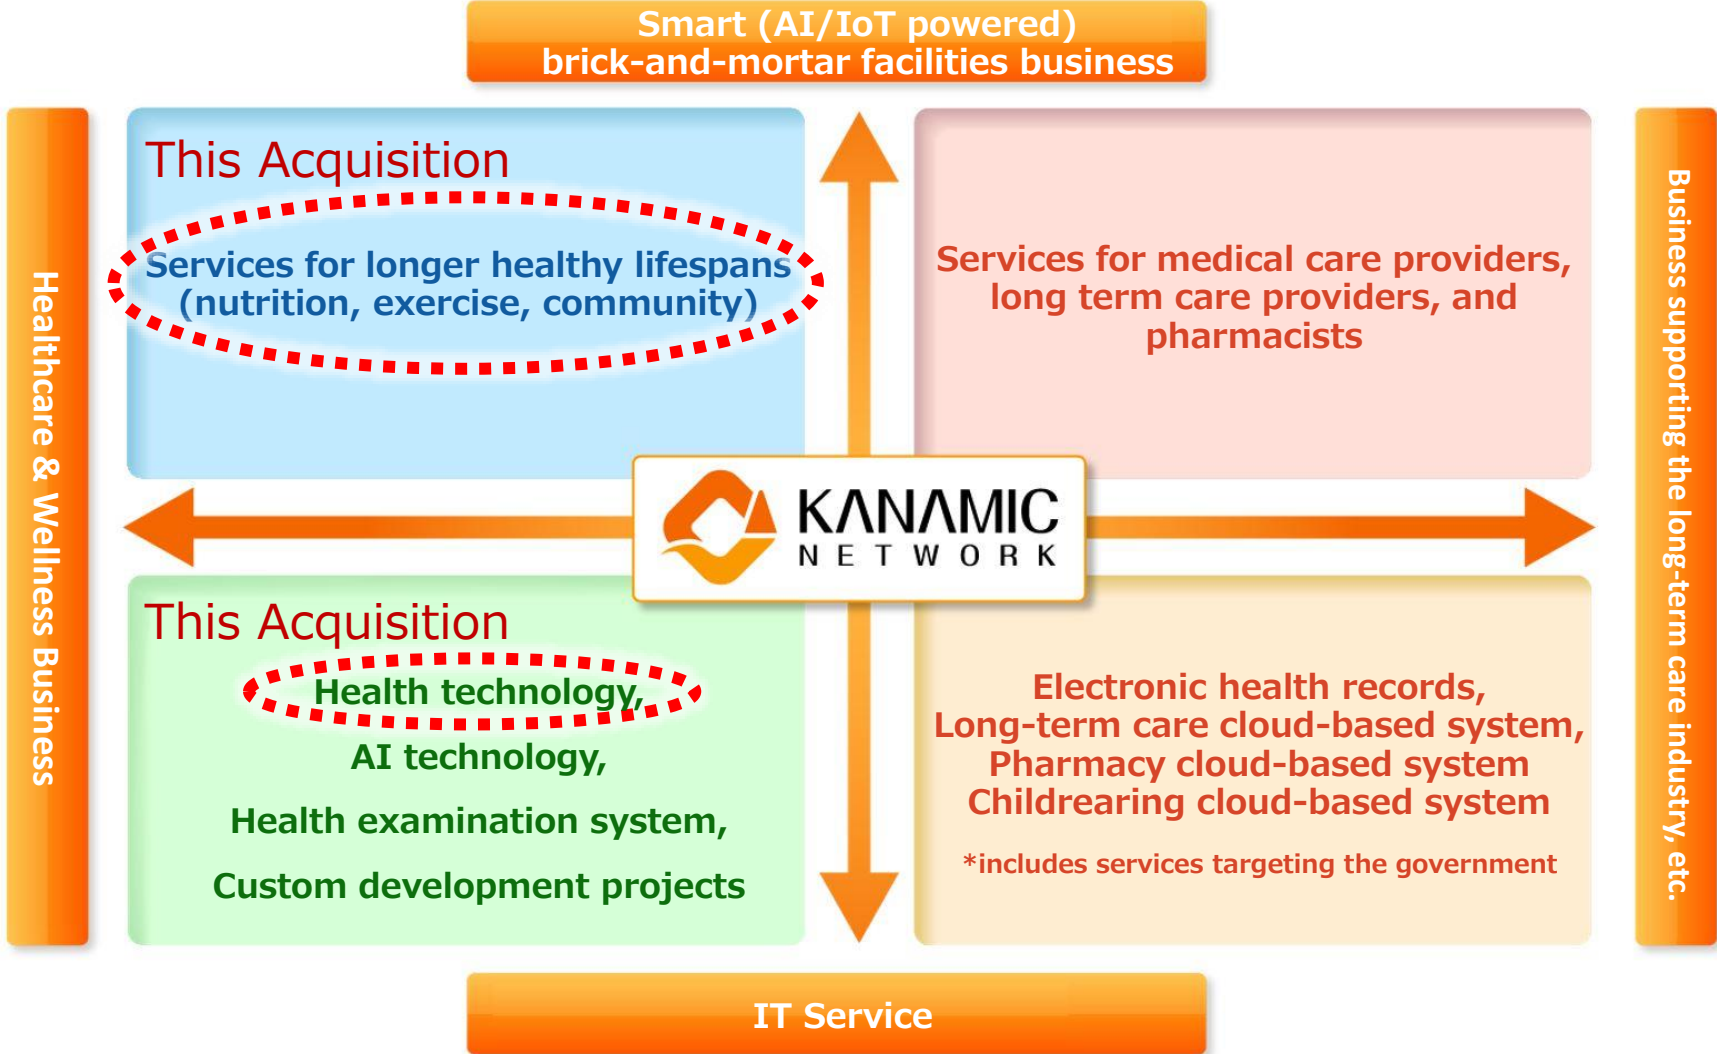 Smart (AI/IoT powered)
brick-and-mortar facilities business
Healthcare & Wellness Business
This Acquisition
Services for longer healthy lifespans
(nutrition, exercise, community)
Services for medical care providers,
long term care providers, and
pharmacists
Business supporting the long-term care industry, etc.
KANAMIC
NETWORK
This Acquisition
Health technology,
AI technology,
Health examination system,
Custom development projects
Electronic health records,
Long-term care cloud-based system,
Pharmacy cloud-based system
Childrearing cloud-based system
*includes services targeting the government
IT Service